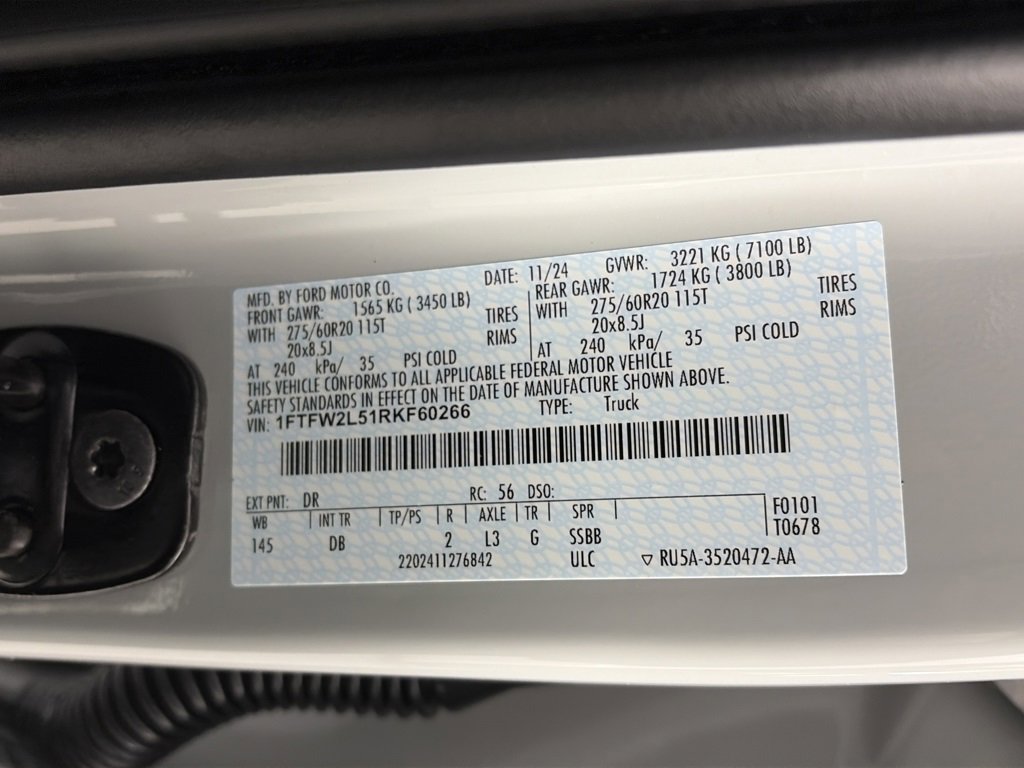 MFD. BY FORD MOTOR CO. DATE: 11/24 GVWR: 3221 KG ( 7100 LB)
FRONT GAWR: 1565 KG ( 3450 LB) REAR GAWR: 1724 KG ( 3800 LB)
WITH 275/60R20 115T TIRES WITH 275/60R20 115T TIRES
20x8.5J RIMS 20x8.5J RIMS
AT 240 kPa/ 35 PSI COLD AT 240 kPa/ 35 PSI COLD
THIS VEHICLE CONFORMS TO ALL APPLICABLE FEDERAL MOTOR VEHICLE
SAFETY STANDARDS IN EFFECT ON THE DATE OF MANUFACTURE SHOWN ABOVE.
VIN: 1FTFW2L51RKF60266 TYPE: Truck
EXT PNT: DR RC: 56 DSO: F0101
WB INT TR TP/PS R AXLE TR SPR T0678
145 DB 2 L3 G SSBB
2202411276842 ULC ▽ RU5A-3520472-AA